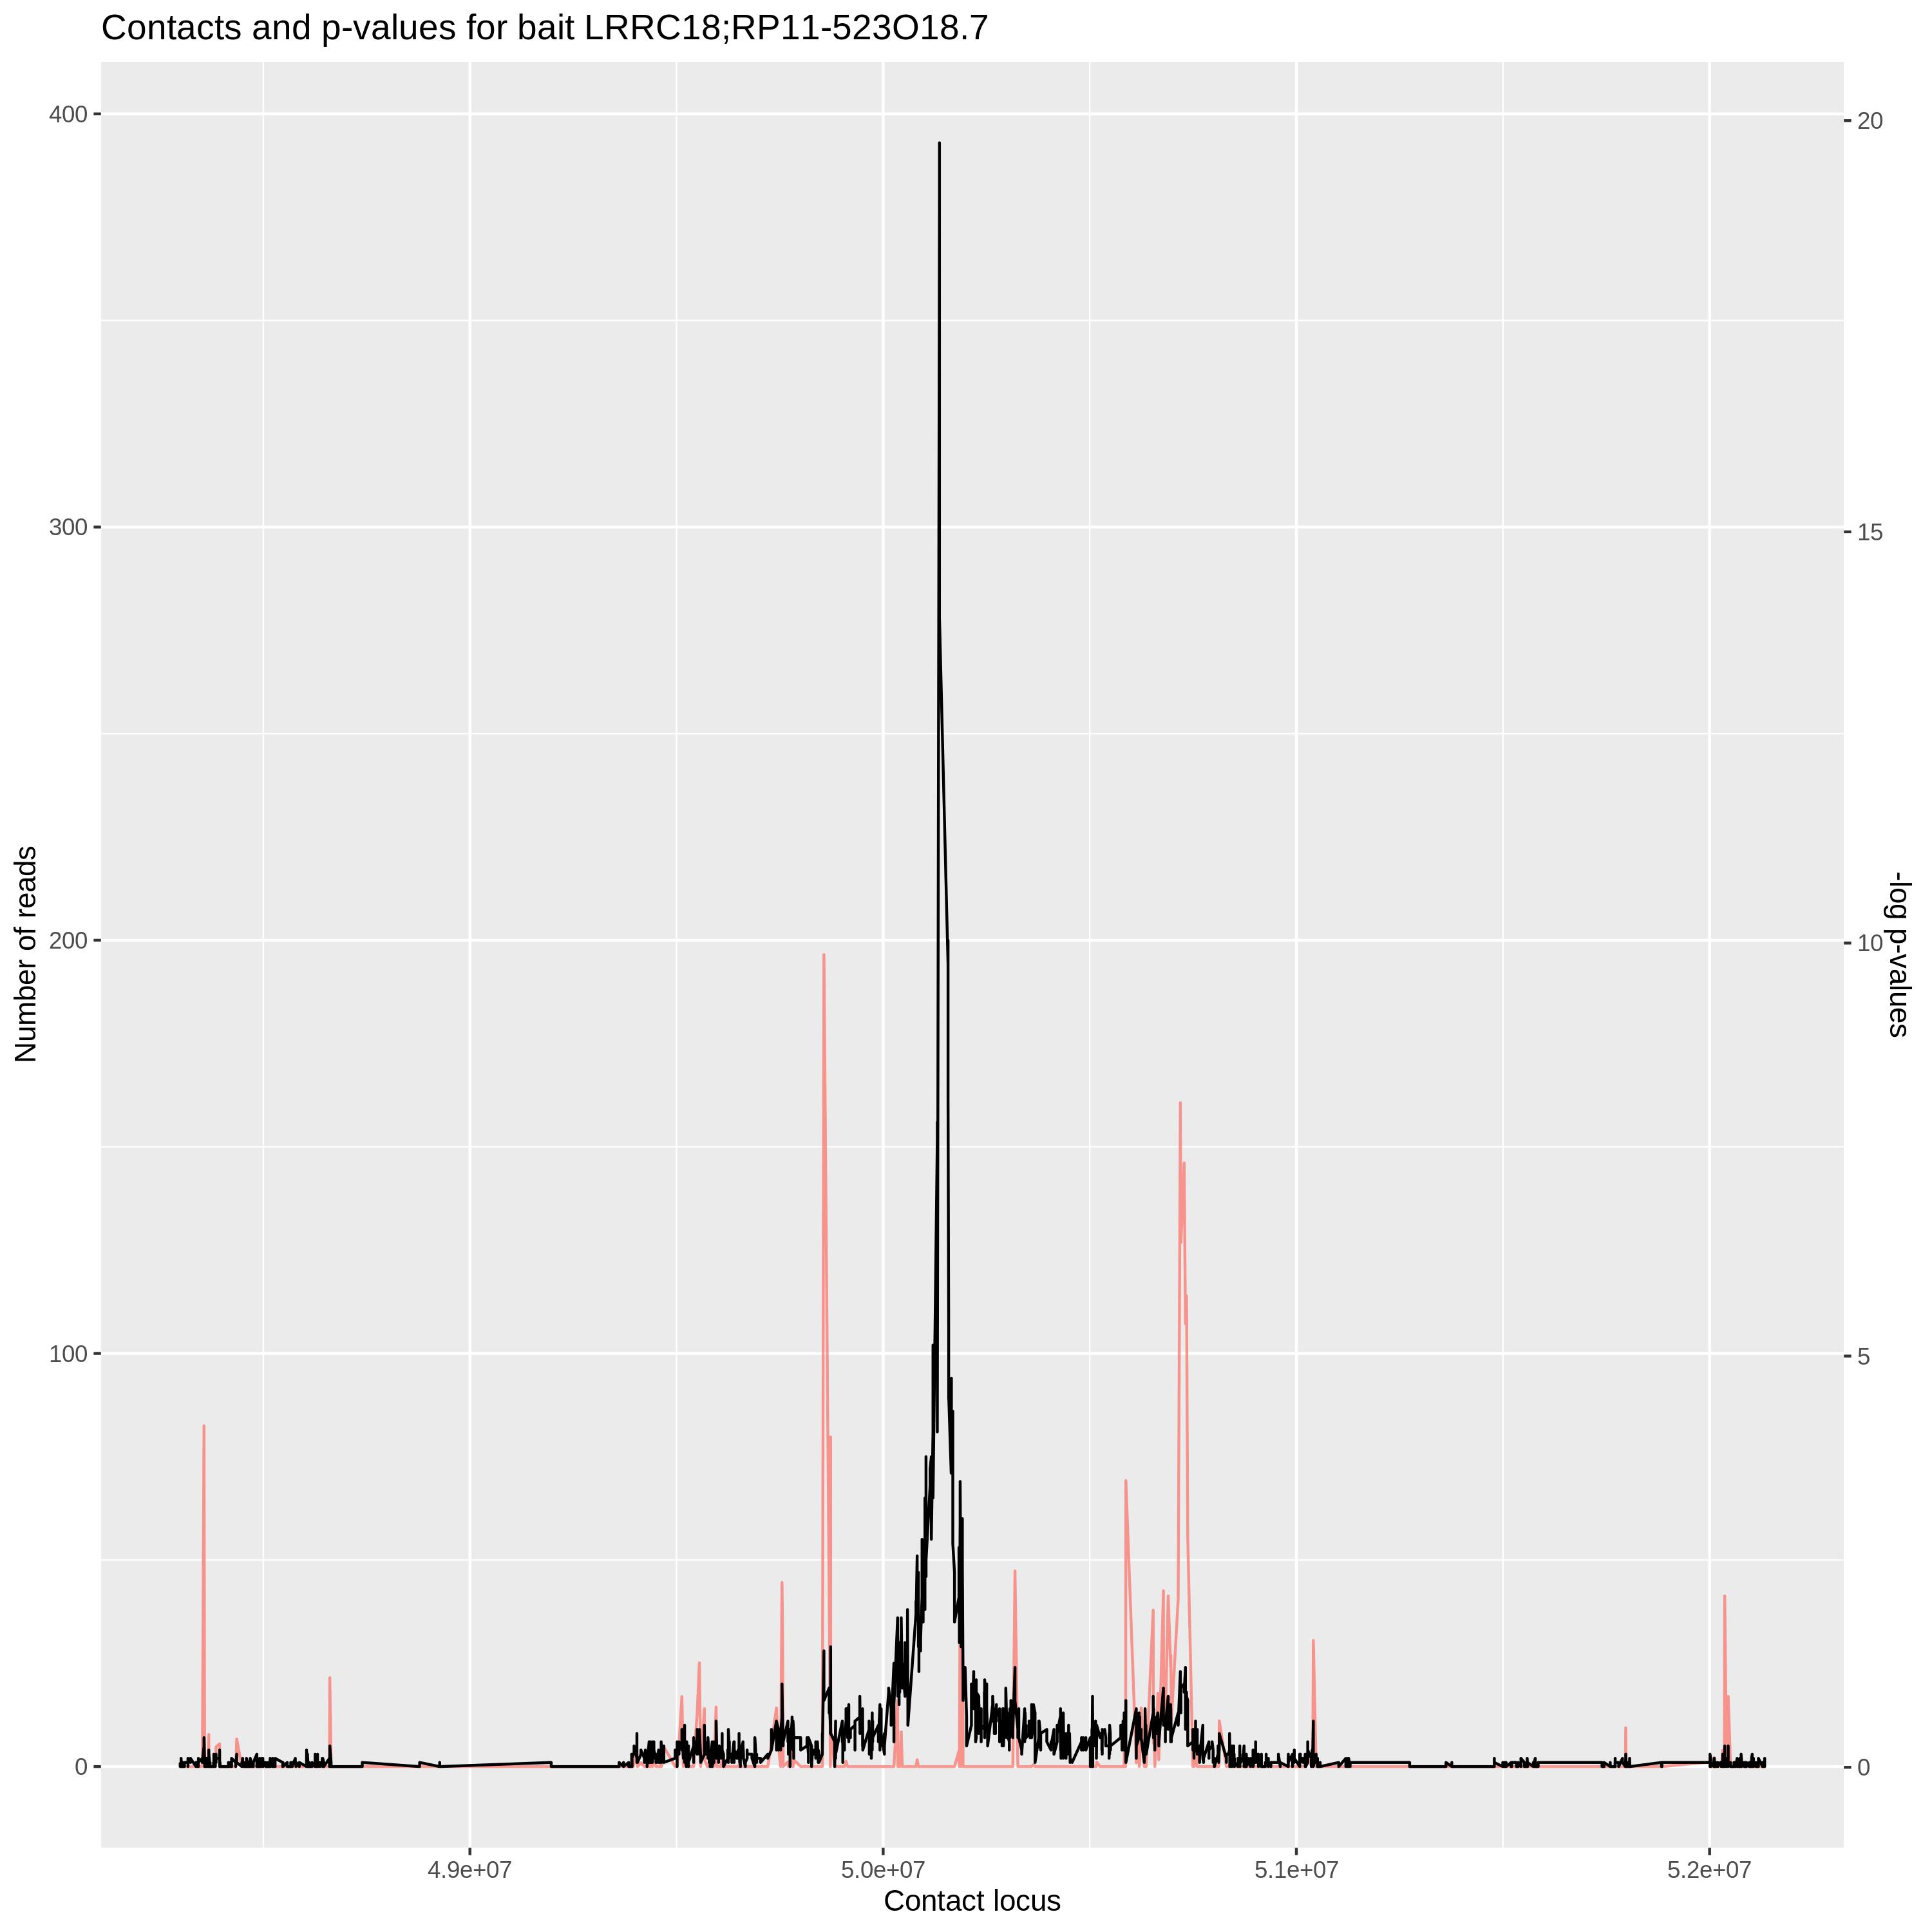 Contacts and p-values for bait LRRC18;RP11-523O18.7
400
300
200
100
0
Number of reads
20
15
10
5
0
-log p-values
4.9e+07
5.0e+07
5.1e+07
5.2e+07
Contact locus